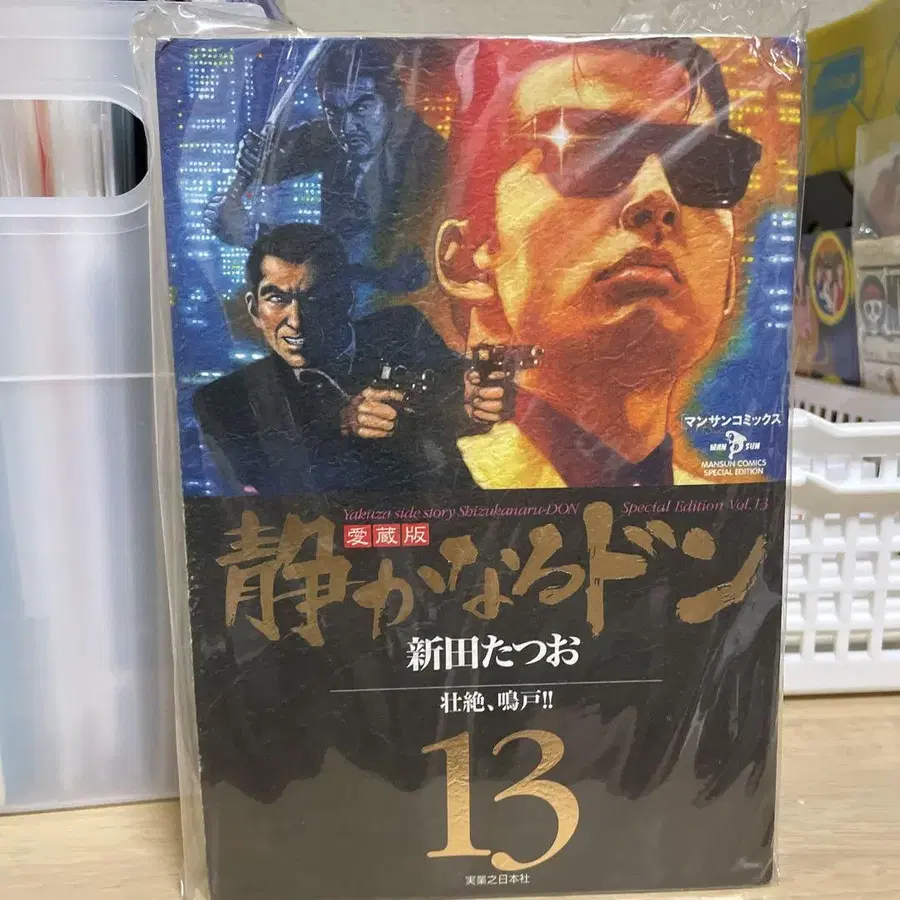 「マンサンコミックス
MAN SUN
MANSUN COMICS
SPECIAL EDITION
Yakuza side story Shizukanaru-DON Special Edition Vol.13
愛蔵版
静かなるドン
新田たつお
壮絶、鳴戸!!
13
実業之日本社